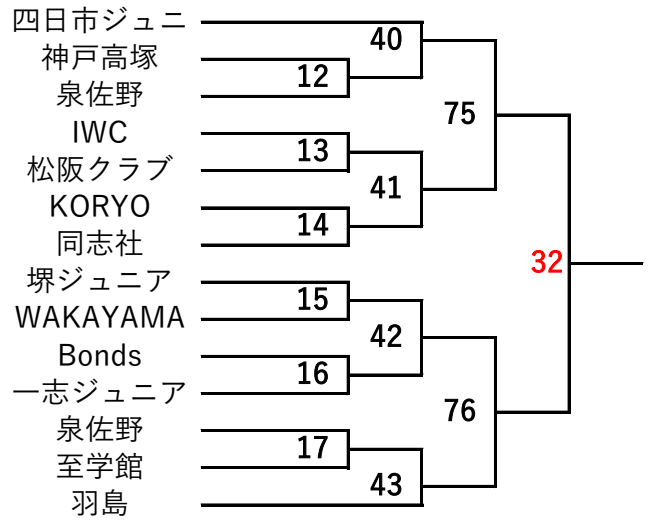 四日市ジュニ
神戸高塚
泉佐野
IWC
松阪クラブ
KORYO
同志社
堺ジュニア
WAKAYAMA
Bonds
一志ジュニア
泉佐野
至学館
羽島
40
12
75
13
41
14
32
15
42
16
76
17
43